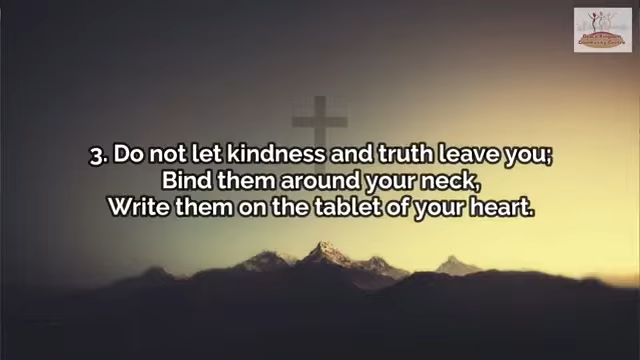 3. Do not let kindness and truth leave you;
Bind them around your neck,
Write them on the tablet of your heart.